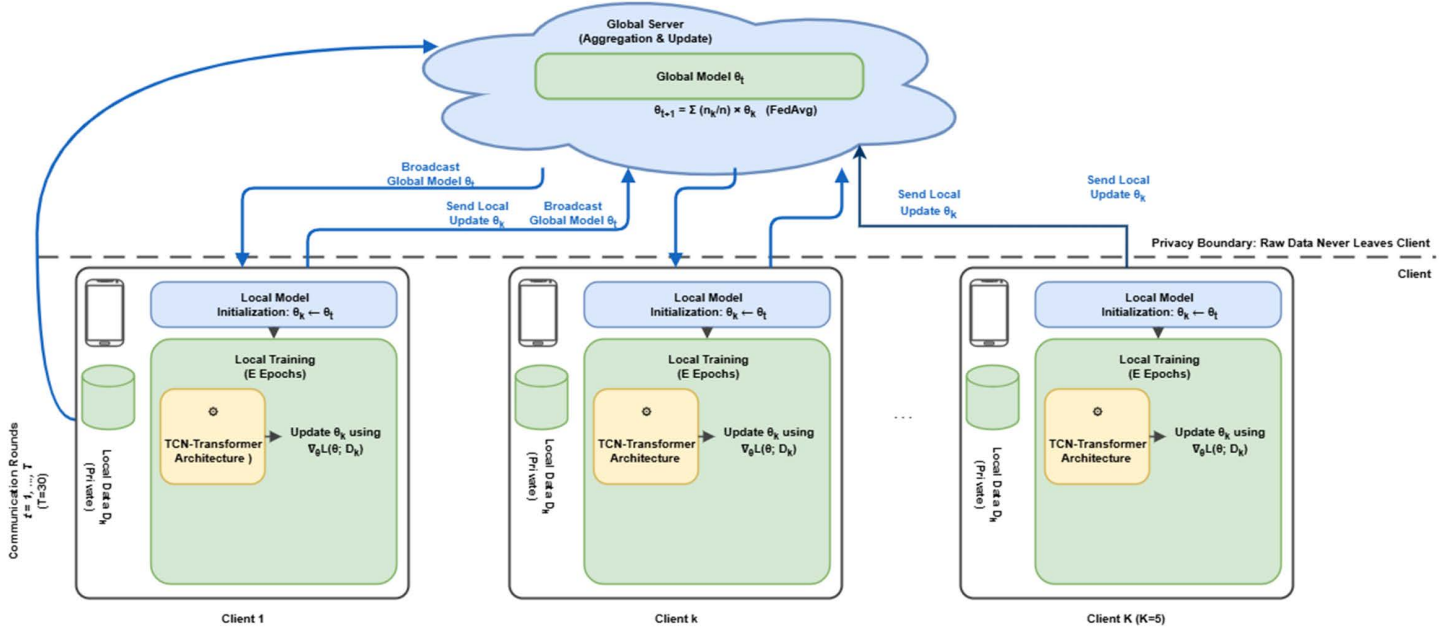 Global Server
(Aggregation & Update)
Global Model θt
θt+1 = Σ (nk/n) × θk (FedAvg)
Broadcast
Global Model θt
Send Local
Update θk
Broadcast
Global Model θt
Send Local
Update θk
Send Local
Update θk
Privacy Boundary: Raw Data Never Leaves Client
Client
Communication Rounds
t = 1, ..., T
(T=30)
Local Model
Initialization: θk ← θt
Local Training
(E Epochs)
TCN-Transformer
Architecture )
Update θk using
∇θL(θ; Dk)
Local Data Dk
(Private)
Client 1
Local Model
Initialization: θk ← θt
Local Training
(E Epochs)
TCN-Transformer
Architecture
Update θk using
∇θL(θ; Dk)
Local Data Dk
(Private)
Client k
. . .
Local Model
Initialization: θk ← θt
Local Training
(E Epochs)
TCN-Transformer
Architecture
Update θk using
∇θL(θ; Dk)
Local Data Dk
(Private)
Client K (K=5)